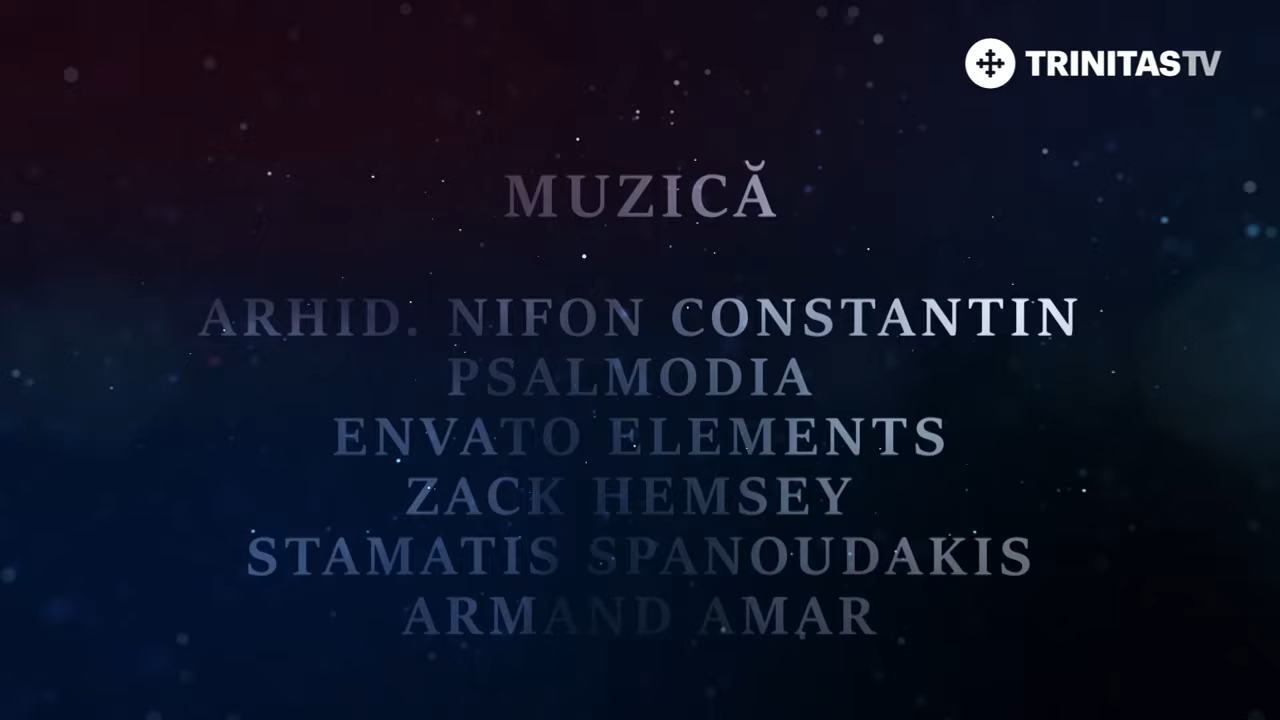 TRINITASTV
MUZICĂ
ARHID. NIFON CONSTANTIN
PSALMODIA
ENVATO ELEMENTS
ZACK HEMSEY
STAMATIS SPANOUDAKIS
ARMAND AMAR